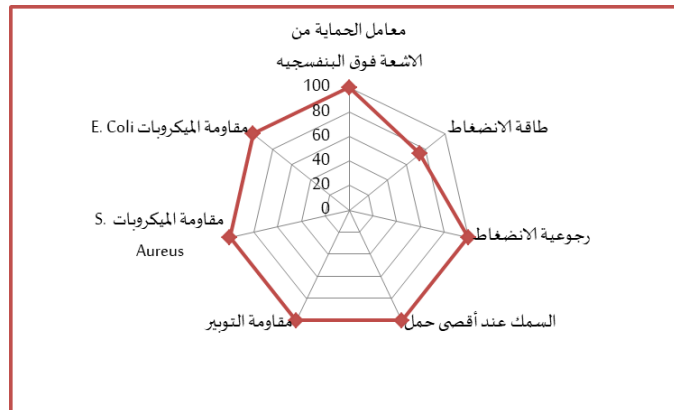 معامل الحماية من
الاشعة فوق البنفسجيه
100
80
60
40
20
0
طاقة الانضغاط
رجوعية الانضغاط
السمك عند أقصى حمل
مقاومة التوبير
مقاومة الميكروبات S.
Aureus
مقاومة الميكروبات E. Coli